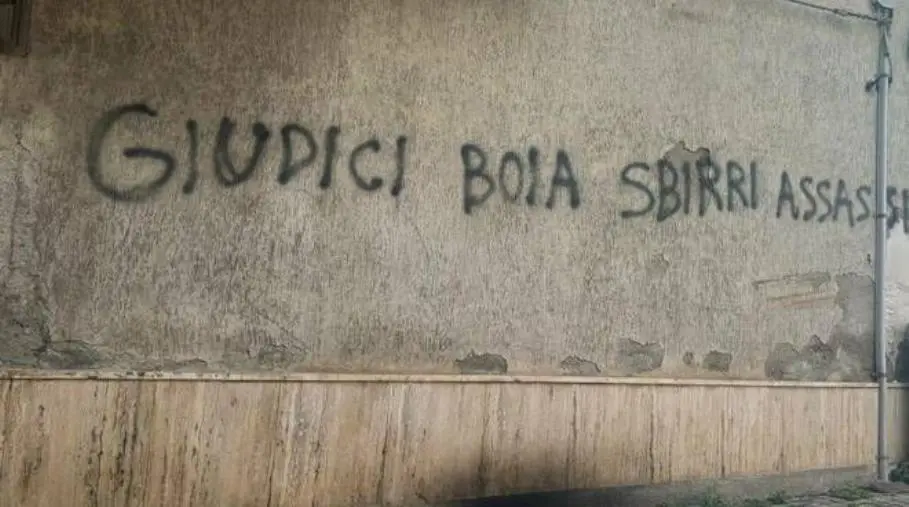 GIUDICI BOIA SBIRRI ASSASSI